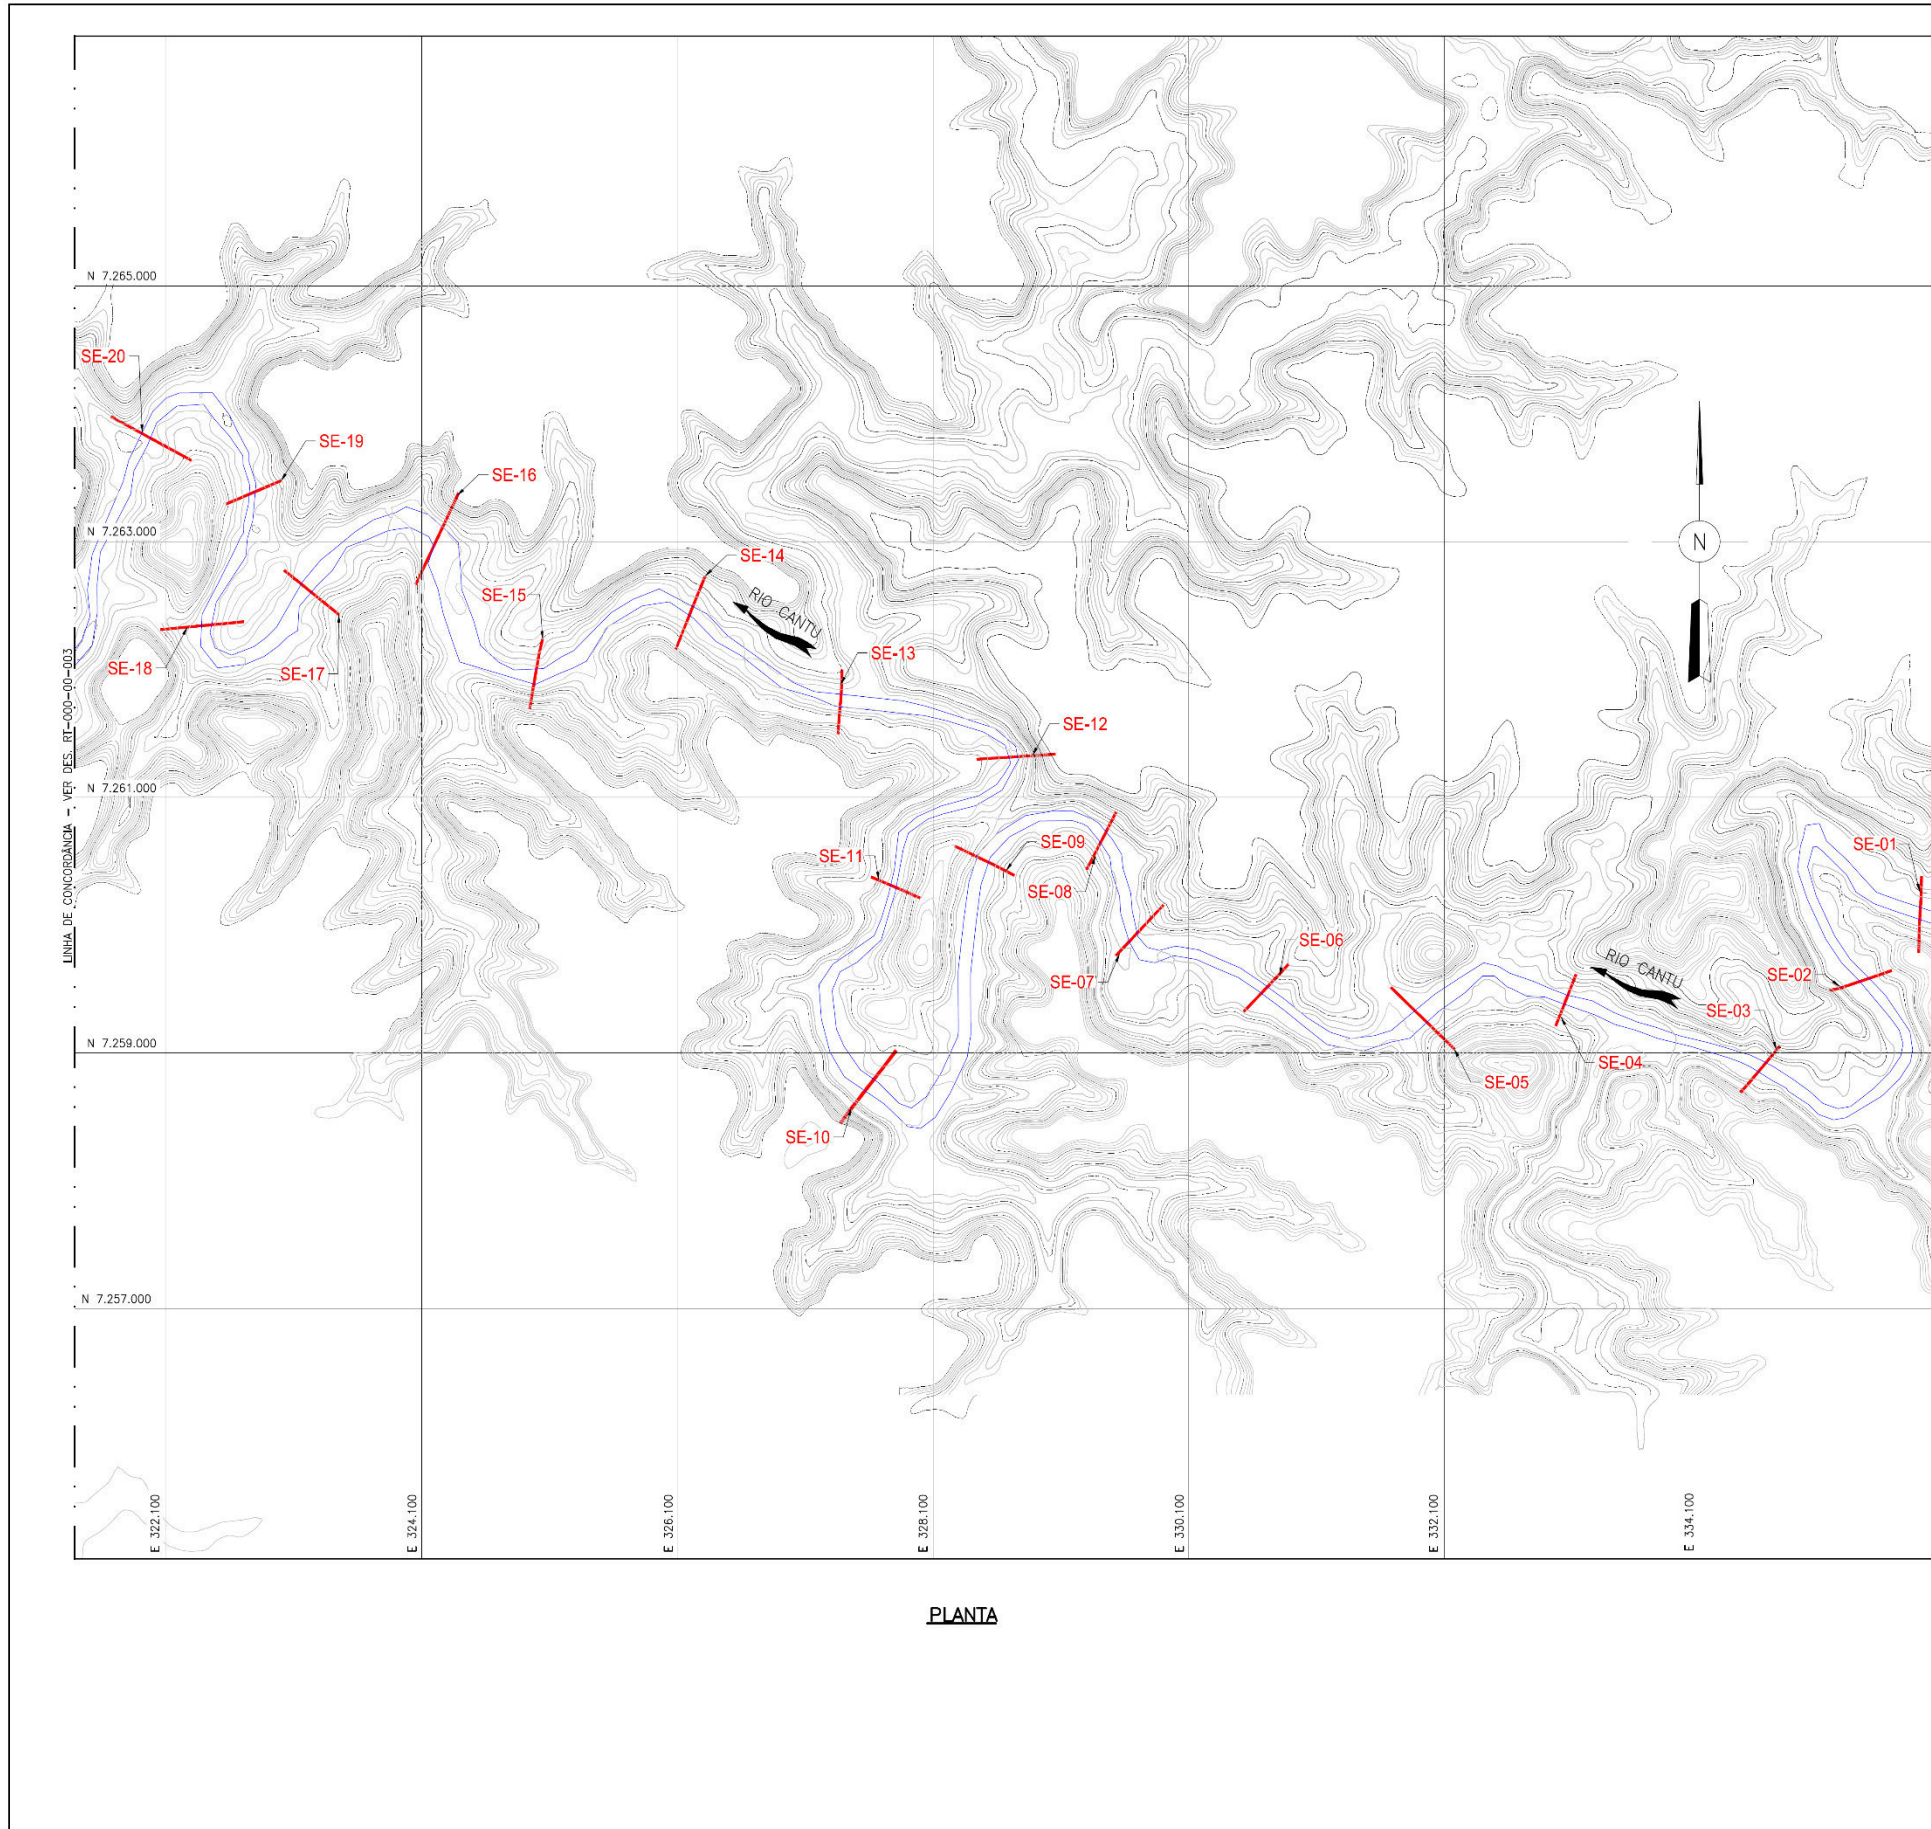 N 7.265.000
SE-20
SE-19
SE-16
N 7.263.000
N
SE-14
SE-15
RIO CANTU
SE-18
SE-17
SE-13
SE-12
LINHA DE CONCORDÂNCIA - VER DES. RT-000-00-003
N 7.261.000
SE-11
SE-09
SE-08
SE-01
SE-06
SE-07
RIO CANTU
SE-02
SE-03
N 7.259.000
SE-04
SE-05
SE-10
N 7.257.000
E 322.100
E 324.100
E 326.100
E 328.100
E 330.100
E 332.100
E 334.100
PLANTA